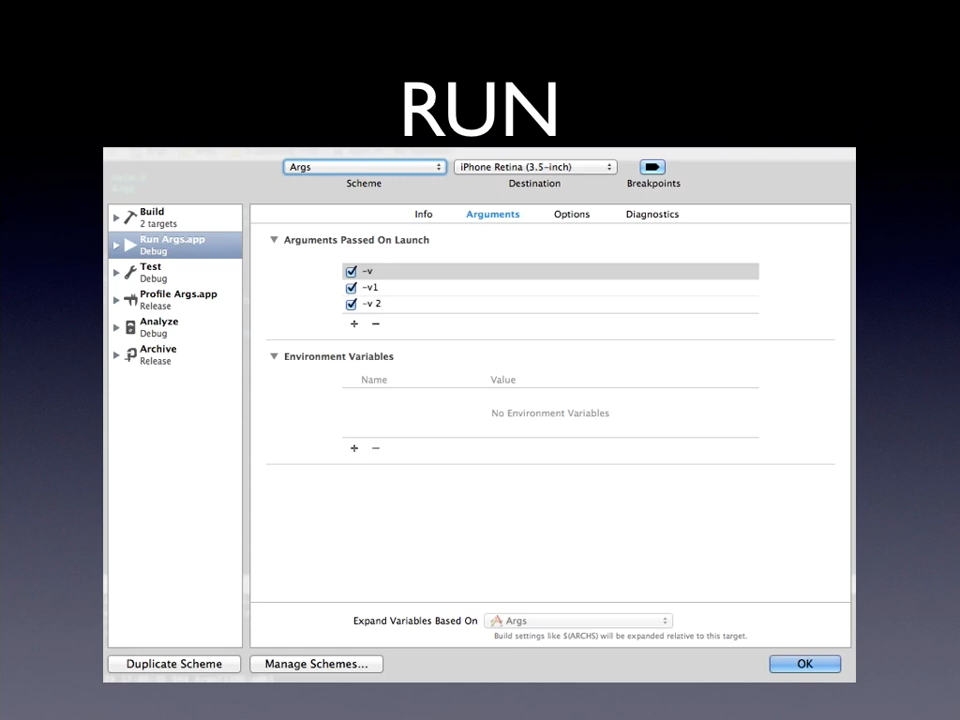 RUN
Args
iPhone Retina (3.5-inch)
Scheme
Destination
Breakpoints
Build
2 targets
Run Args.app
Debug
Test
Debug
Profile Args.app
Release
Analyze
Debug
Archive
Release
Info Arguments Options Diagnostics
Arguments Passed On Launch
-v
-v1
-v 2
+ −
Environment Variables
Name Value
No Environment Variables
+ −
Expand Variables Based On Args
Build settings like $(ARCHS) will be expanded relative to this target.
Duplicate Scheme
Manage Schemes...
OK